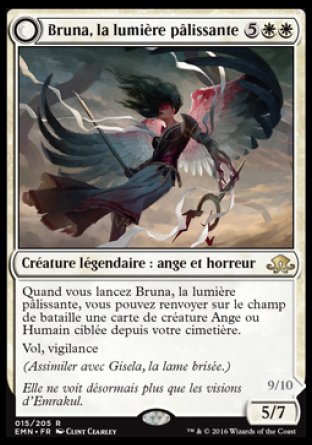 Bruna, la lumière pâlissante 5
Créature légendaire : ange et horreur
Quand vous lancez Bruna, la lumière
pâlissante, vous pouvez renvoyer sur le champ
de bataille une carte de créature Ange ou
Humain ciblée depuis votre cimetière.
Vol, vigilance
(Assimiler avec Gisela, la lame brisée.)
Elle ne voit désormais plus que les visions
d'Emrakul.
9/10
5/7
015/205 R
EMN • FR Clint Cearley
™ & © 2016 Wizards of the Coast